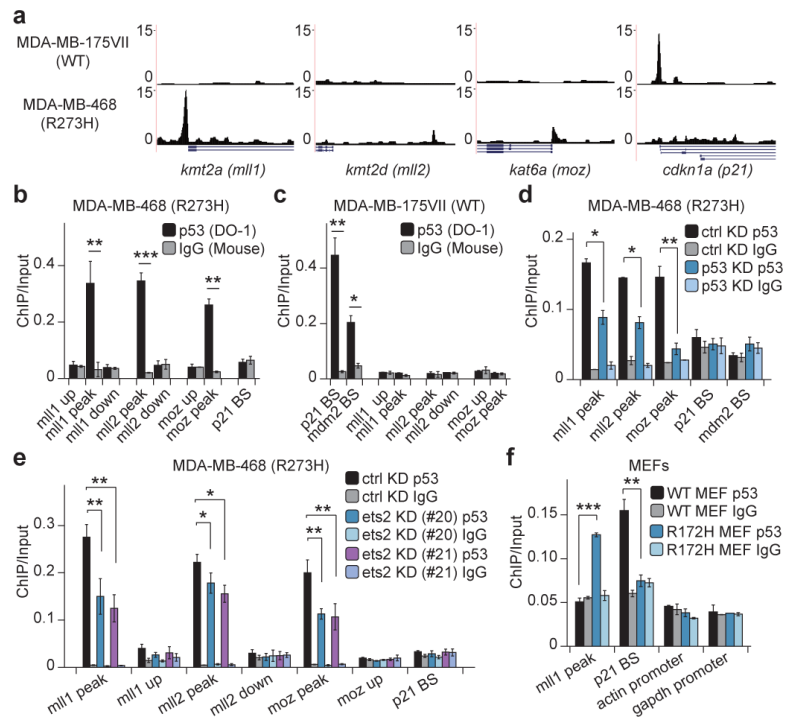 a
MDA-MB-175VII
(WT)
15
0
15
0
15
0
15
0
MDA-MB-468
(R273H)
15
0
15
0
15
0
15
0
kmt2a (mll1)
kmt2d (mll2)
kat6a (moz)
cdkn1a (p21)
b
MDA-MB-468 (R273H)
p53 (DO-1)
IgG (Mouse)
ChIP/Input
0.4
0.2
0
**
***
**
mll1 up
mll1 peak
mll1 down
mll2 peak
mll2 down
moz up
moz peak
p21 BS
c
MDA-MB-175VII (WT)
p53 (DO-1)
IgG (Mouse)
ChIP/Input
0.4
0.2
0
**
*
p21 BS
mdm2 BS
mll1 up
mll1 peak
mll2 peak
mll2 down
moz up
moz peak
d
MDA-MB-468 (R273H)
ctrl KD p53
ctrl KD IgG
p53 KD p53
p53 KD IgG
ChIP/Input
0.2
0.1
0
*
*
**
mll1 peak
mll2 peak
moz peak
p21 BS
mdm2 BS
e
MDA-MB-468 (R273H)
ctrl KD p53
ctrl KD IgG
ets2 KD (#20) p53
ets2 KD (#20) IgG
ets2 KD (#21) p53
ets2 KD (#21) IgG
ChIP/Input
0.3
0.2
0.1
0
**
**
*
*
**
**
mll1 peak
mll1 up
mll2 peak
mll2 down
moz peak
moz up
p21 BS
f
MEFs
WT MEF p53
WT MEF IgG
R172H MEF p53
R172H MEF IgG
ChIP/Input
0.15
0.10
0.05
0.00
***
**
mll1 peak
p21 BS
actin promoter
gapdh promoter